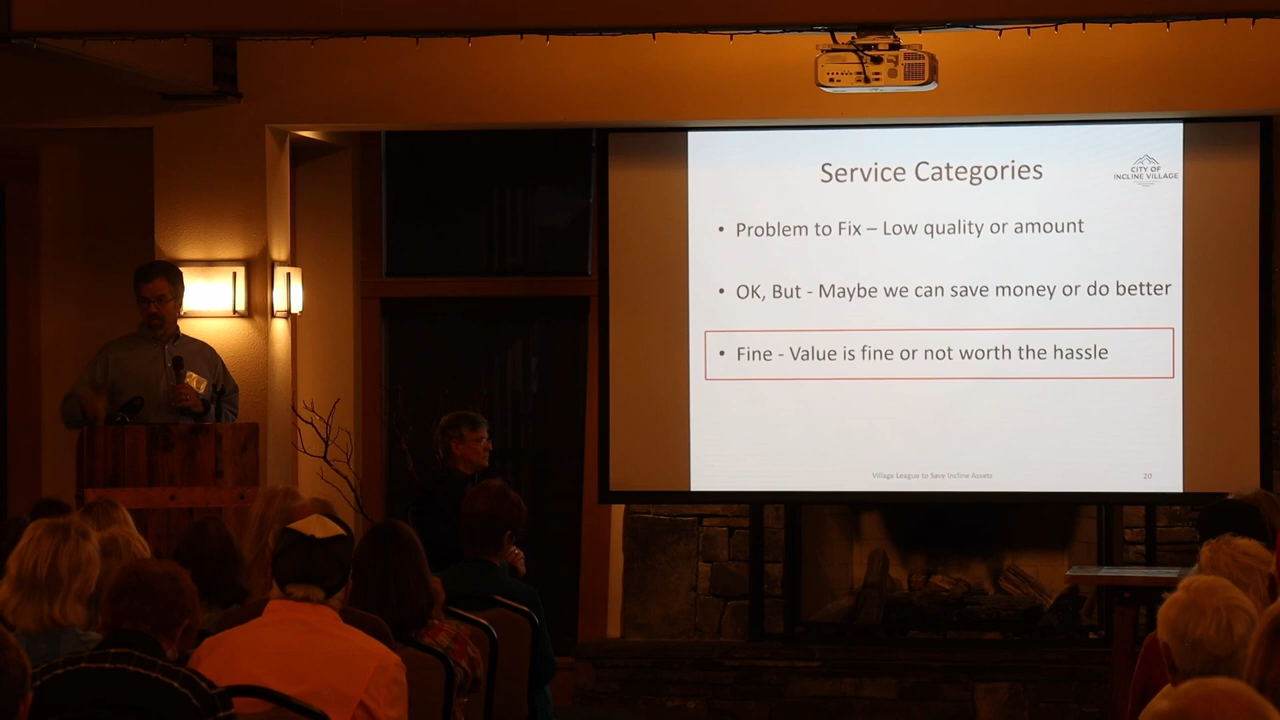 Service Categories
CITY OF
INCLINE VILLAGE
• Problem to Fix – Low quality or amount
• OK, But - Maybe we can save money or do better
• Fine - Value is fine or not worth the hassle
Village League to Save Incline Assets
20